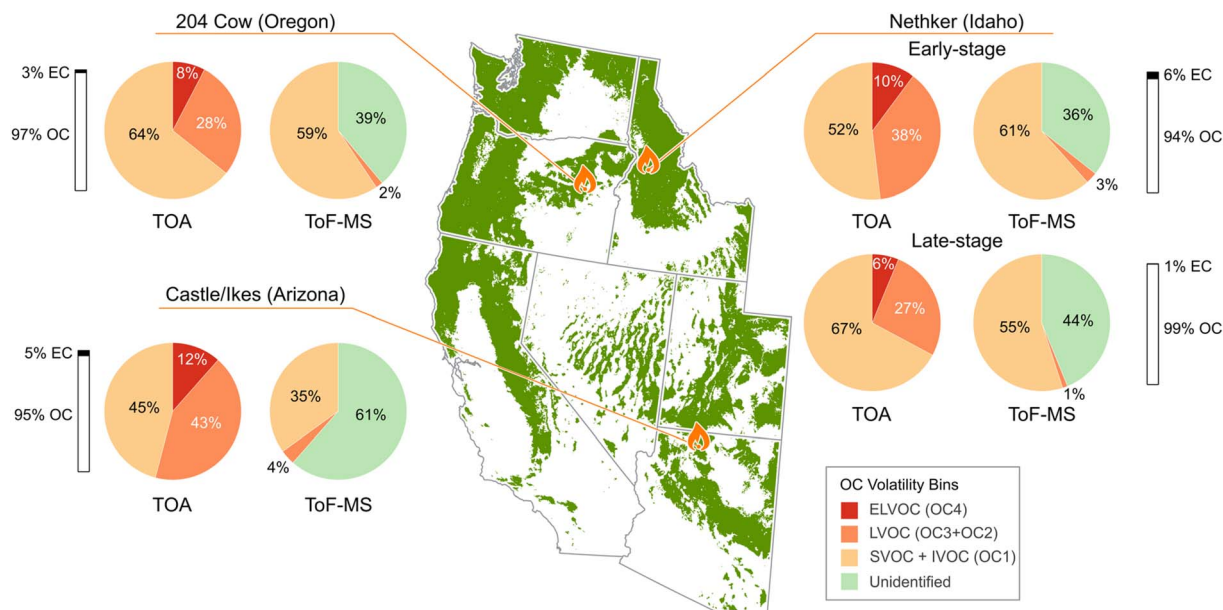 204 Cow (Oregon)
3% EC
97% OC
8%
28%
64%
TOA
39%
59%
2%
ToF-MS
Nethker (Idaho)
Early-stage
10%
38%
52%
TOA
36%
61%
3%
ToF-MS
6% EC
94% OC
Late-stage
6%
27%
67%
TOA
44%
55%
1%
ToF-MS
1% EC
99% OC
Castle/Ikes (Arizona)
5% EC
95% OC
12%
43%
45%
TOA
35%
61%
4%
ToF-MS
OC Volatility Bins
ELVOC (OC4)
LVOC (OC3+OC2)
SVOC + IVOC (OC1)
Unidentified